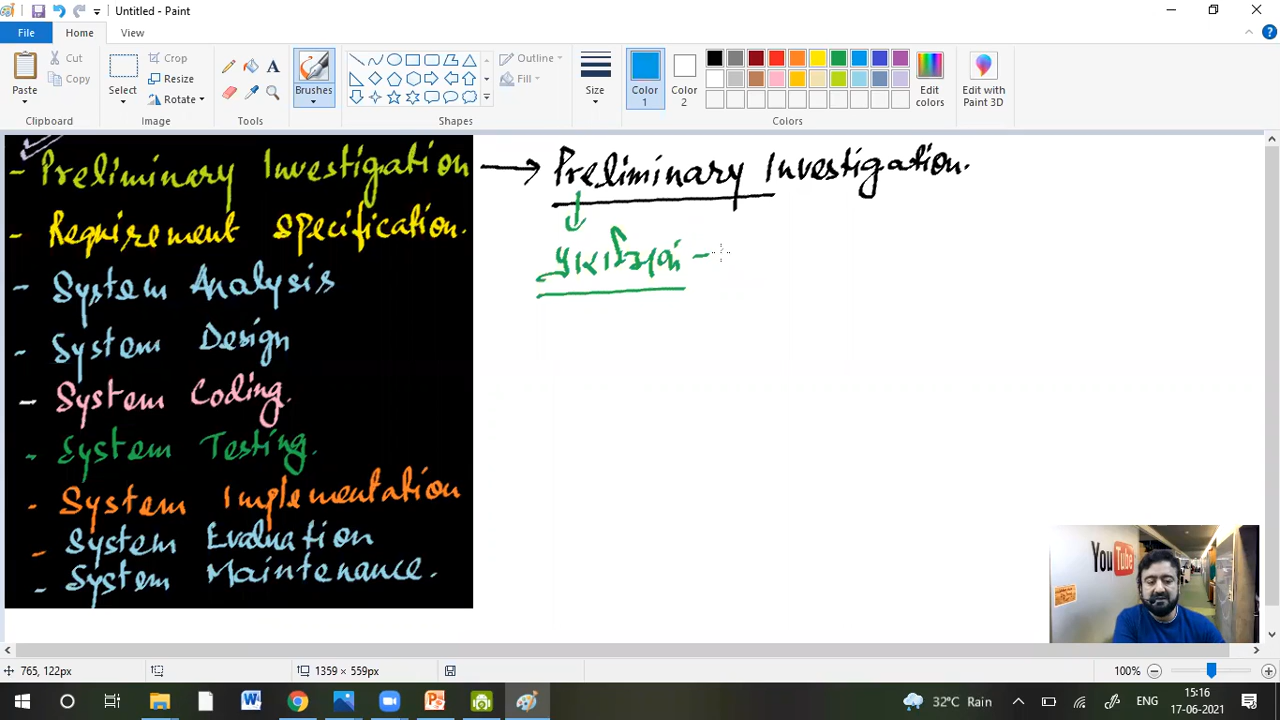 Untitled - Paint
File
Home
View
Paste
Cut
Copy
Clipboard
Select
Crop
Resize
Rotate
Image
A
Tools
Brushes
Shapes
Outline
Fill
Size
Color 1
Color 2
Edit colors
Edit with Paint 3D
Colors
- Preliminary Investigation → Preliminary Investigation.
- Requirement Specification.
- System Analysis
- System Design
- System Coding.
- System Testing.
- System Implementation
- System Evaluation
- System Maintenance.
YouTube
765, 122px
1359 × 559px
100%
32°C Rain
ENG
15:16
17-06-2021